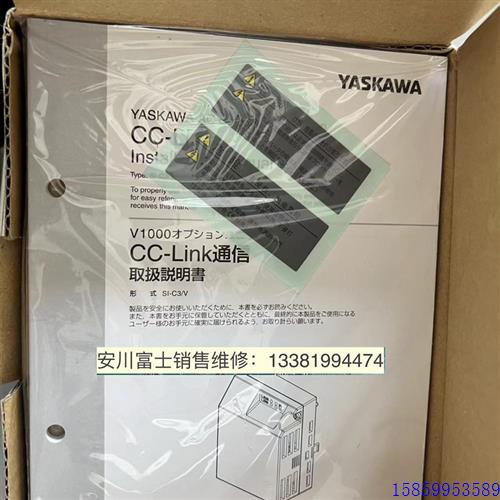 YASKAWA
YASKAW
CC-L
Insta
Type
To properly
for easy refere
receives this man
V1000オプション
CC-Link通信
取扱説明書
形 式 SI-C3/V
製品を安全にお使いいただくために、本書を必ずお読みください。
また、本書をお手元に保管していただくとともに、最終的に本製品をご使用になる
ユーザー様のお手元に確実に届けられるよう、お取り計らい願います。
安川富士销售维修：13381994474
15859953589